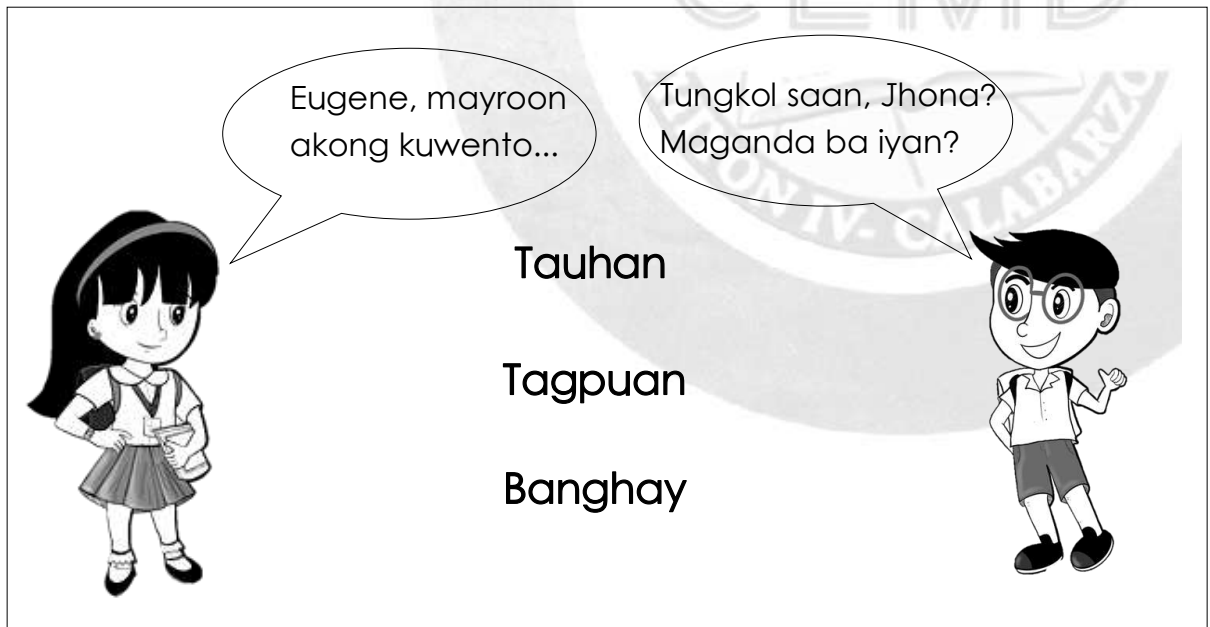 Eugene, mayroon
akong kuwento...
Tungkol saan, Jhona?
Maganda ba iyan?
Tauhan
Tagpuan
Banghay